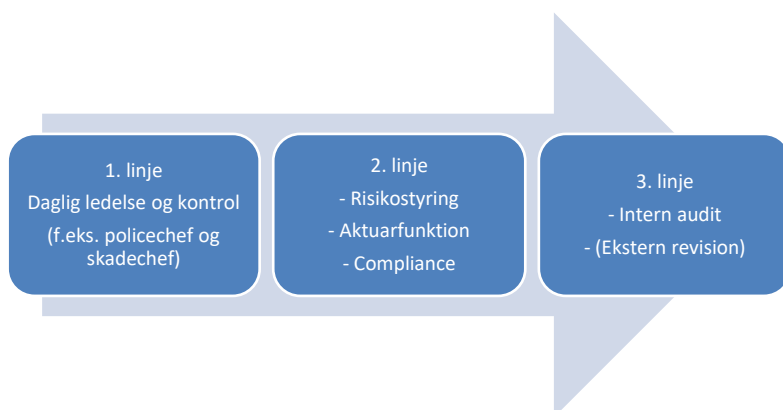 1. linje
Daglig ledelse og kontrol
(f.eks. policechef og
skadechef)
2. linje
- Risikostyring
- Aktuarfunktion
- Compliance
3. linje
- Intern audit
- (Ekstern revision)